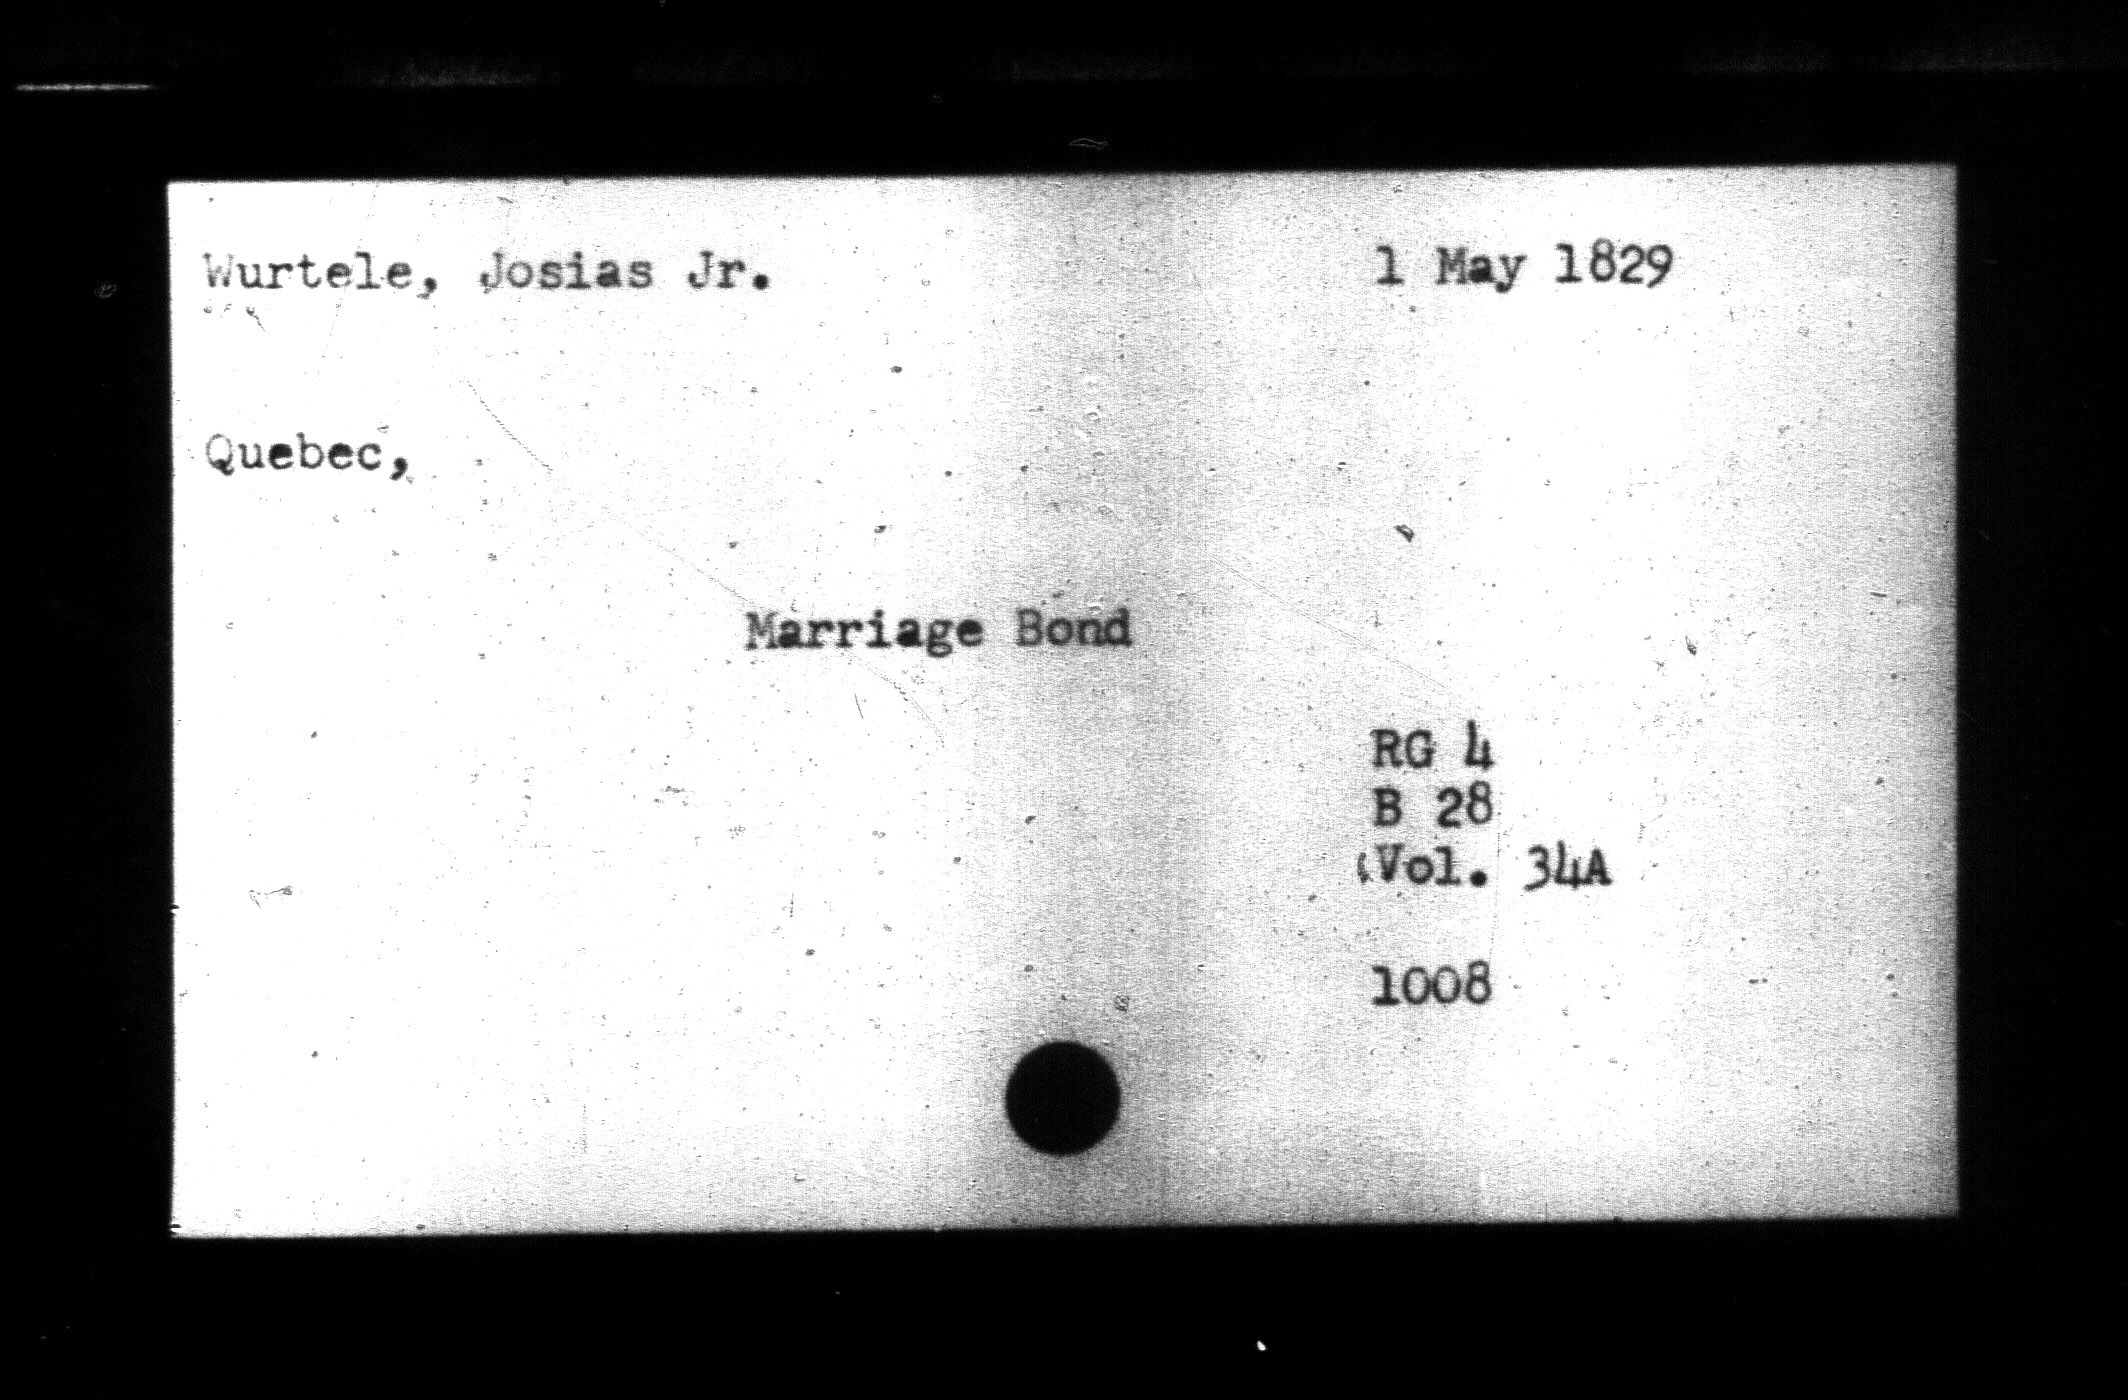 Wurtele, Josias Jr. 1 May 1829
Quebec,
Marriage Bond
RG 4
B 28
Vol. 34A
1008